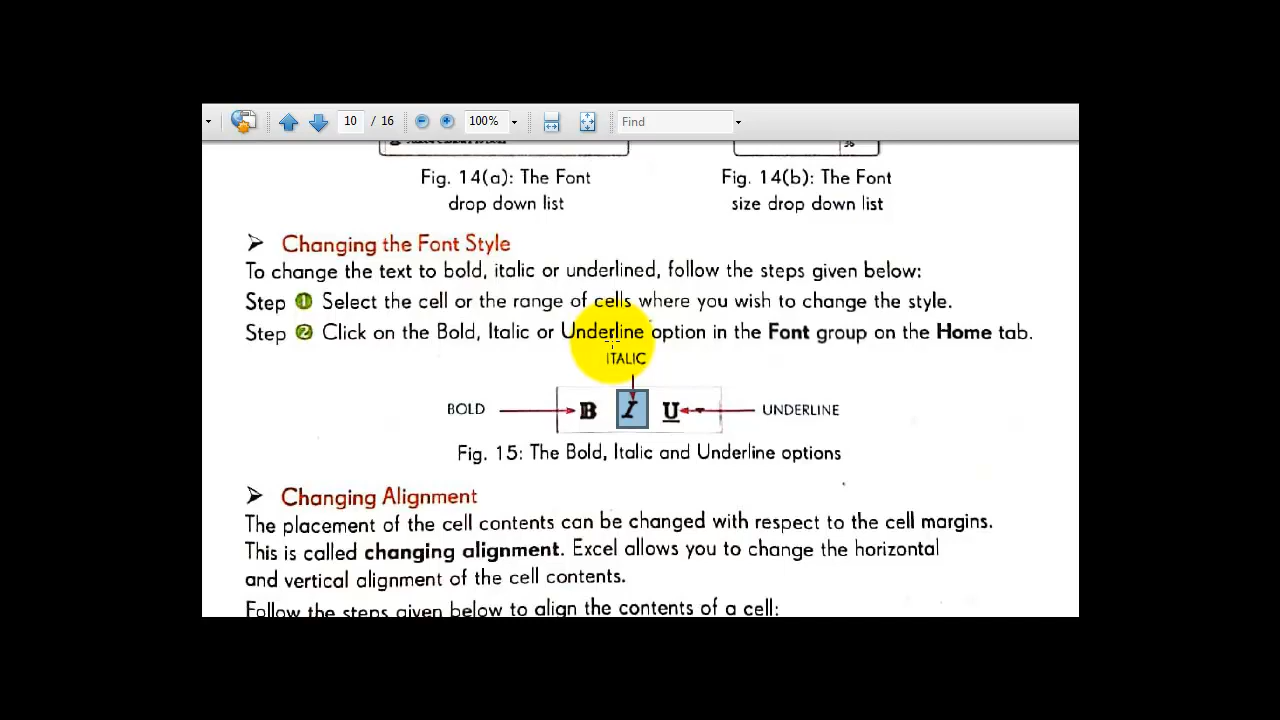 10 / 16 100% Find
36
Fig. 14(a): The Font
drop down list
Fig. 14(b): The Font
size drop down list
➤ Changing the Font Style
To change the text to bold, italic or underlined, follow the steps given below:
Step 1 Select the cell or the range of cells where you wish to change the style.
Step 2 Click on the Bold, Italic or Underline option in the Font group on the Home tab.
ITALIC
BOLD B I U UNDERLINE
Fig. 15: The Bold, Italic and Underline options
➤ Changing Alignment
The placement of the cell contents can be changed with respect to the cell margins.
This is called changing alignment. Excel allows you to change the horizontal
and vertical alignment of the cell contents.
Follow the steps given below to align the contents of a cell: